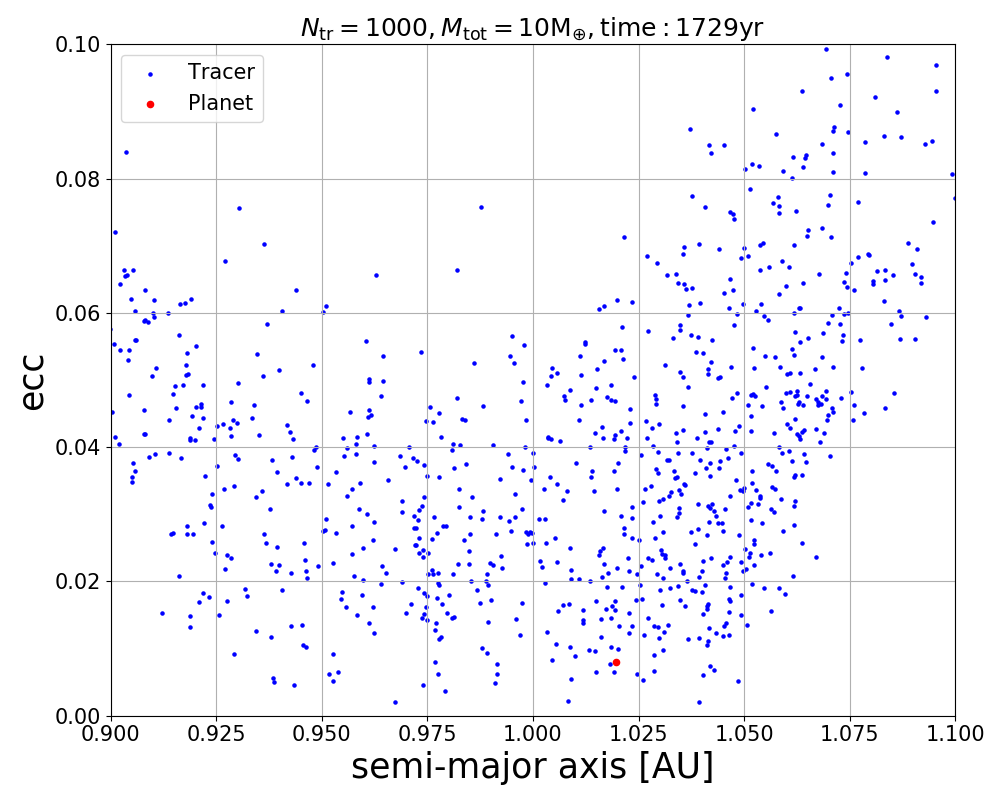 N_tr = 1000, M_tot = 10M_⊕, time : 1729yr
Tracer
Planet
0.10
0.08
0.06
0.04
0.02
0.00
ecc
0.900 0.925 0.950 0.975 1.000 1.025 1.050 1.075 1.100
semi-major axis [AU]